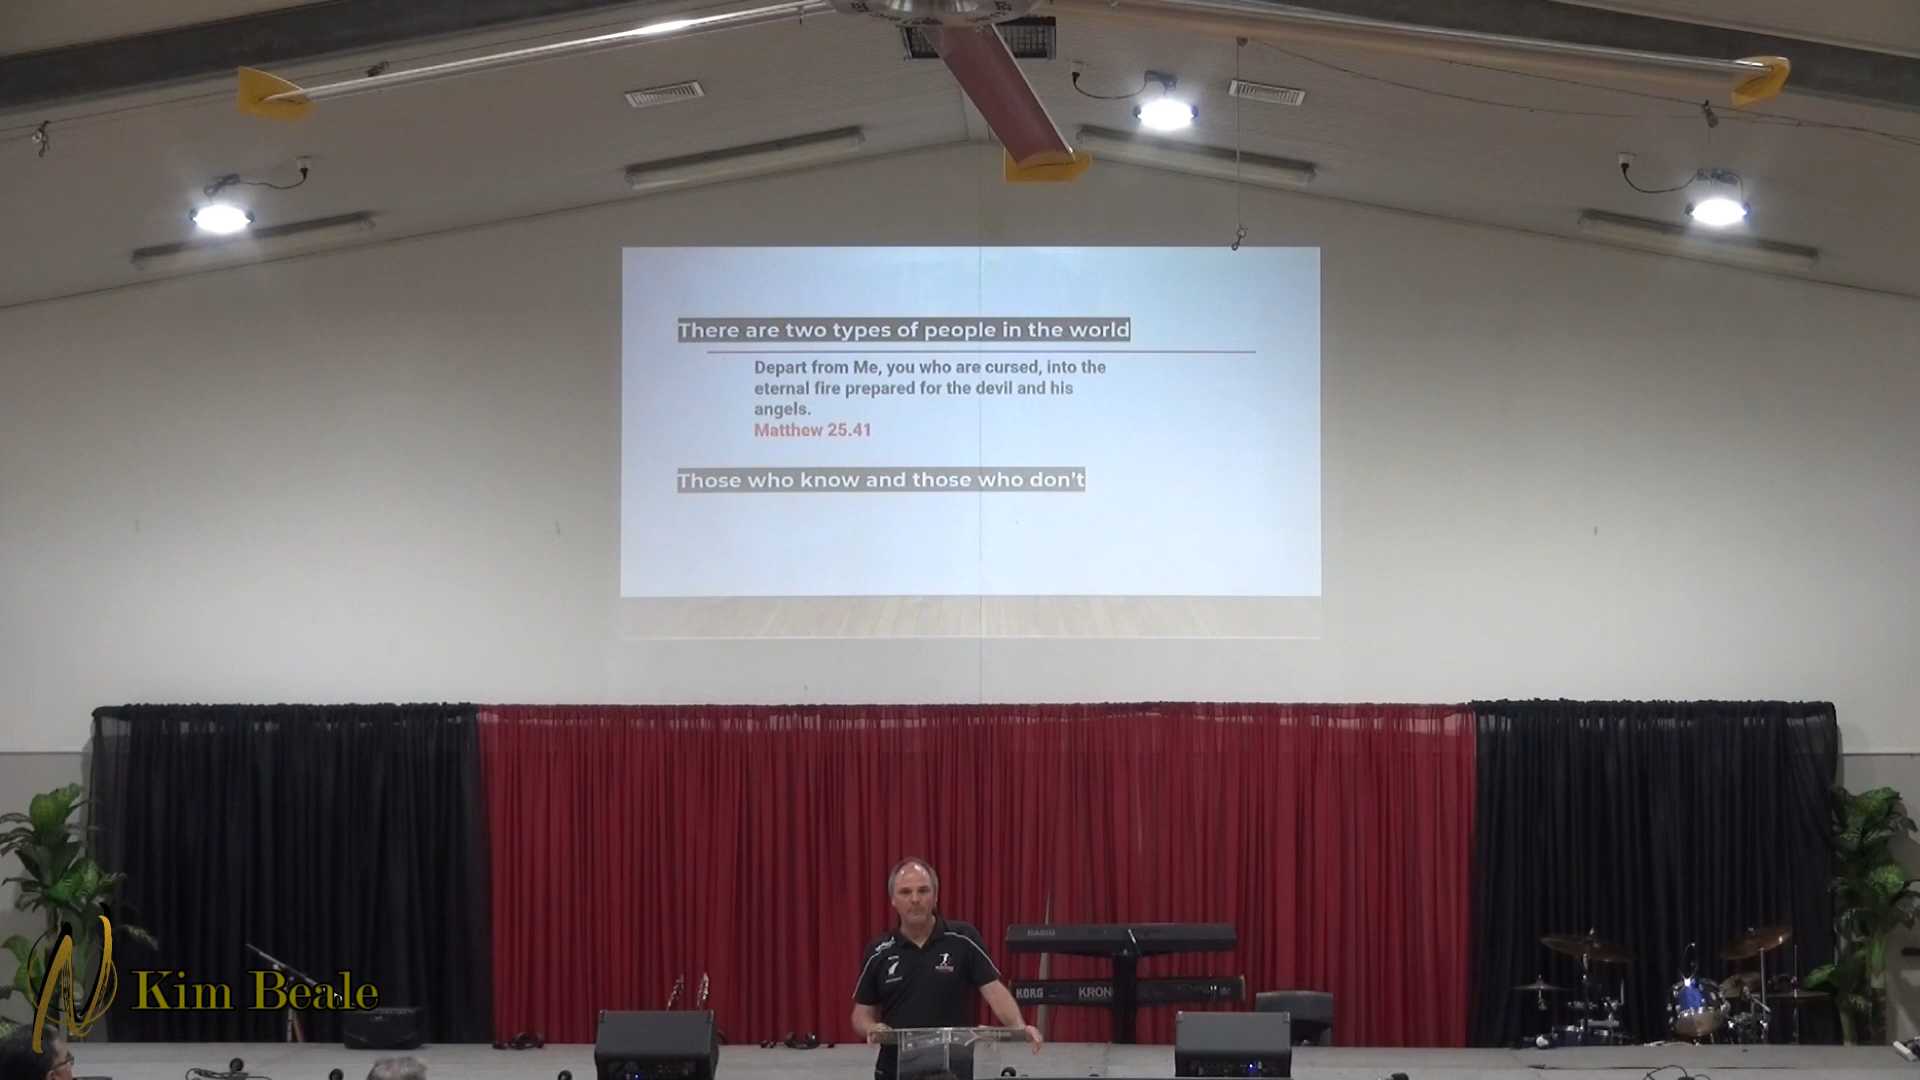 There are two types of people in the world
Depart from Me, you who are cursed, into the
eternal fire prepared for the devil and his
angels.
Matthew 25.41
Those who know and those who don't
CASIO
KORG KRONO
Kim Beale